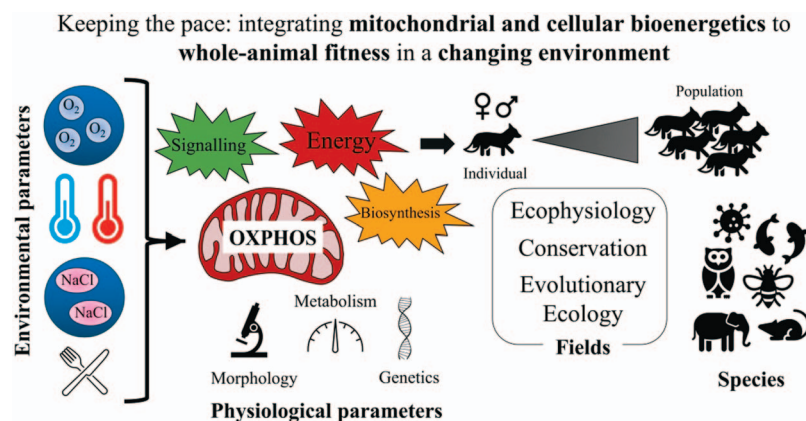 Keeping the pace: integrating mitochondrial and cellular bioenergetics to
whole-animal fitness in a changing environment
Environmental parameters
O2
O2
O2
NaCl
NaCl
Signalling
Energy
Biosynthesis
OXPHOS
Metabolism
Morphology
Genetics
Physiological parameters
Individual
Population
Ecophysiology
Conservation
Evolutionary
Ecology
Fields
Species